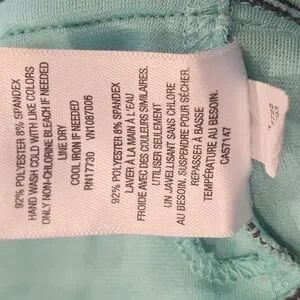 92% POLYESTER 8% SPANDEX
HAND WASH COLD WITH LIKE COLORS
ONLY NON-CHLORINE BLEACH IF NEEDED
LINE DRY
COOL IRON IF NEEDED
RN17730 VN1087006
92% POLYESTER 8% SPANDEX
LAVER À LA MAIN À L'EAU
FROIDE AVEC DES COULEURS SIMILAIRES.
UTILISER SEULEMENT
UN JAVELLISANT SANS CHLORE
AU BESOIN. SUSPENDRE POUR SÉCHER.
REPASSER A BASSE
TEMPÉRATURE AU BESOIN.
CA57147